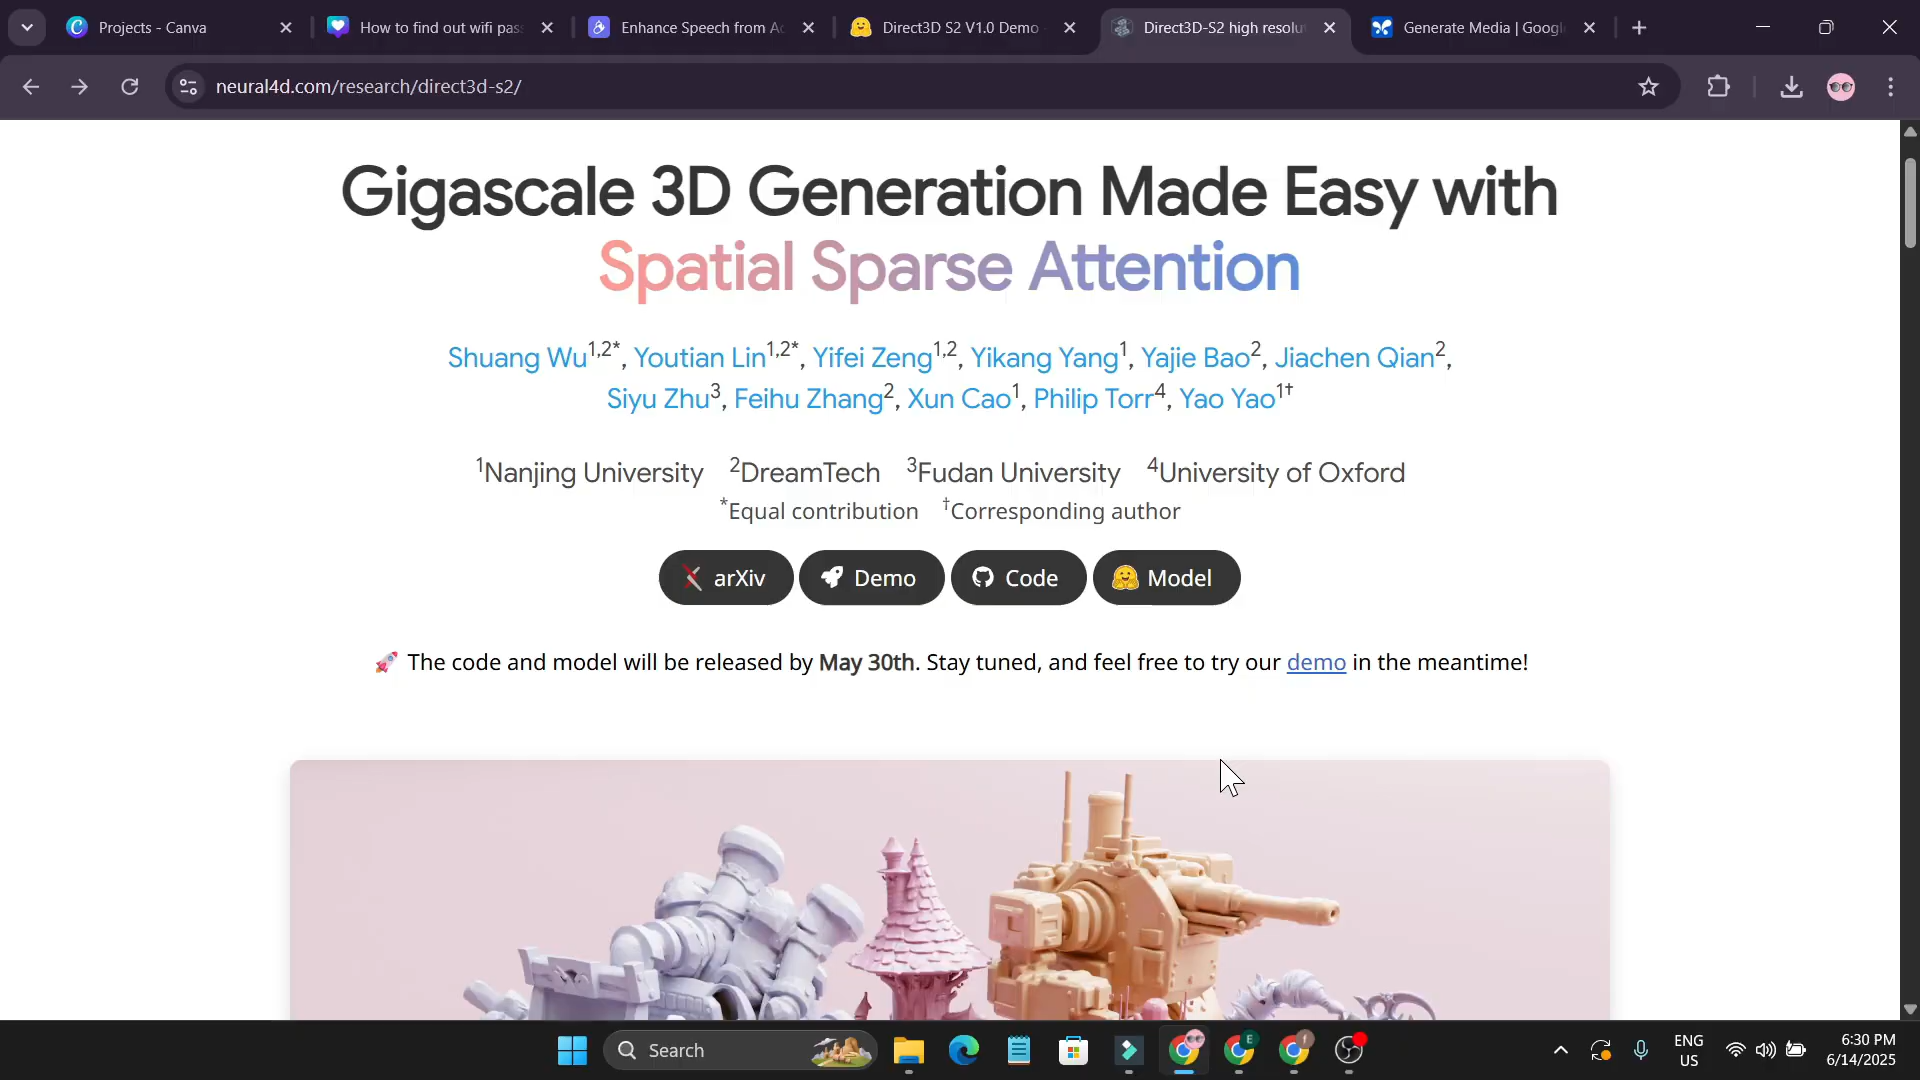 Projects - Canva
How to find out wifi pas
Enhance Speech from A
Direct3D S2 V1.0 Demo
Direct3D-S2 high resolu
Generate Media | Googl
neural4d.com/research/direct3d-s2/
Gigascale 3D Generation Made Easy with
Spatial Sparse Attention
Shuang Wu1,2*, Youtian Lin1,2*, Yifei Zeng1,2, Yikang Yang1, Yajie Bao2, Jiachen Qian2,
Siyu Zhu3, Feihu Zhang2, Xun Cao1, Philip Torr4, Yao Yao1†
1Nanjing University 2DreamTech 3Fudan University 4University of Oxford
*Equal contribution †Corresponding author
arXiv Demo Code Model
🚀 The code and model will be released by May 30th. Stay tuned, and feel free to try our demo in the meantime!
Search
ENG
US
6:30 PM
6/14/2025